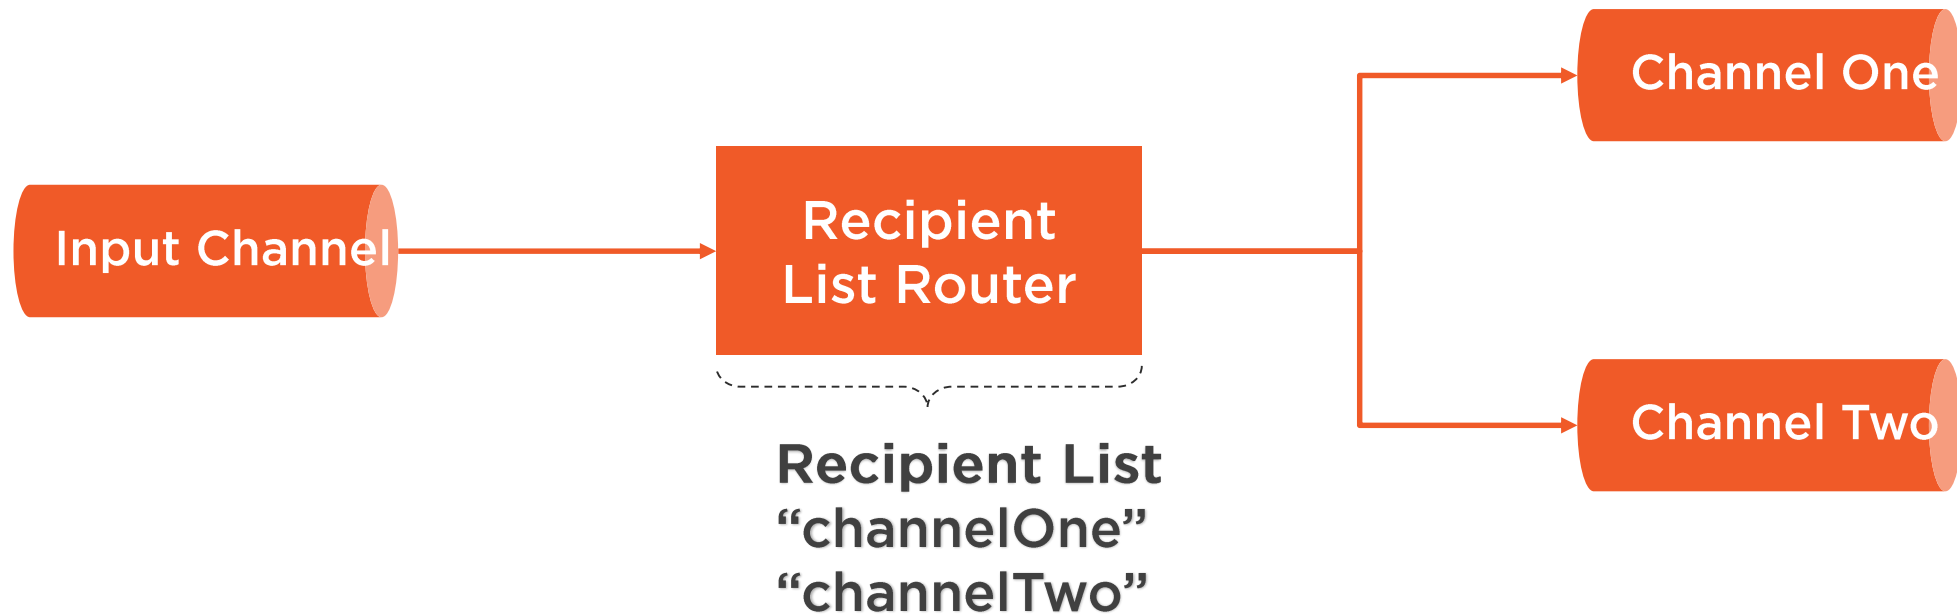 Input Channel
Recipient
List Router
Channel One
Channel Two
Recipient List
“channelOne”
“channelTwo”